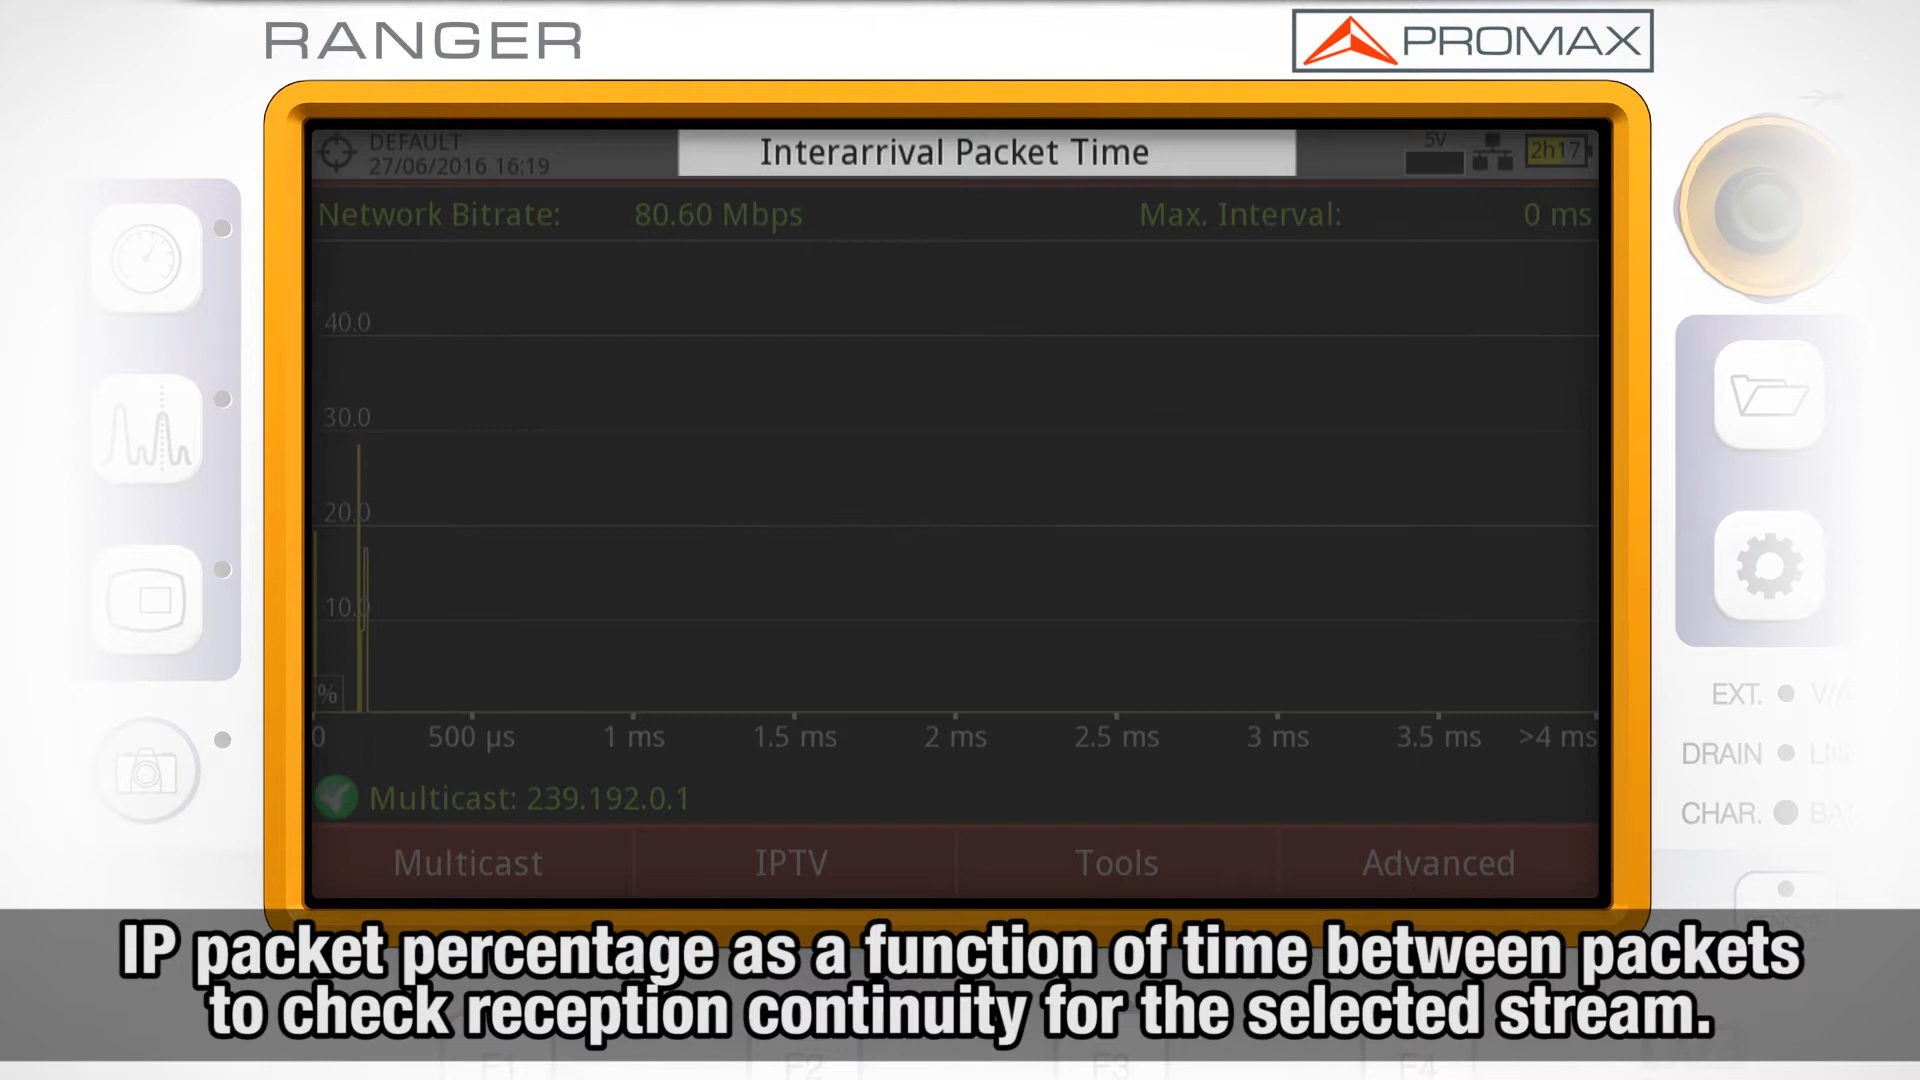 RANGER
PROMAX
DEFAULT
27/06/2016 16:19
Interarrival Packet Time
5V
2h17
Network Bitrate: 80.60 Mbps
Max. Interval: 0 ms
40.0
30.0
20.0
10.0
%
0 500 µs 1 ms 1.5 ms 2 ms 2.5 ms 3 ms 3.5 ms >4 ms
Multicast: 239.192.0.1
Multicast IPTV Tools Advanced
EXT.
DRAIN
CHAR.
IP packet percentage as a function of time between packets
to check reception continuity for the selected stream.
F1 F2 F3 F4